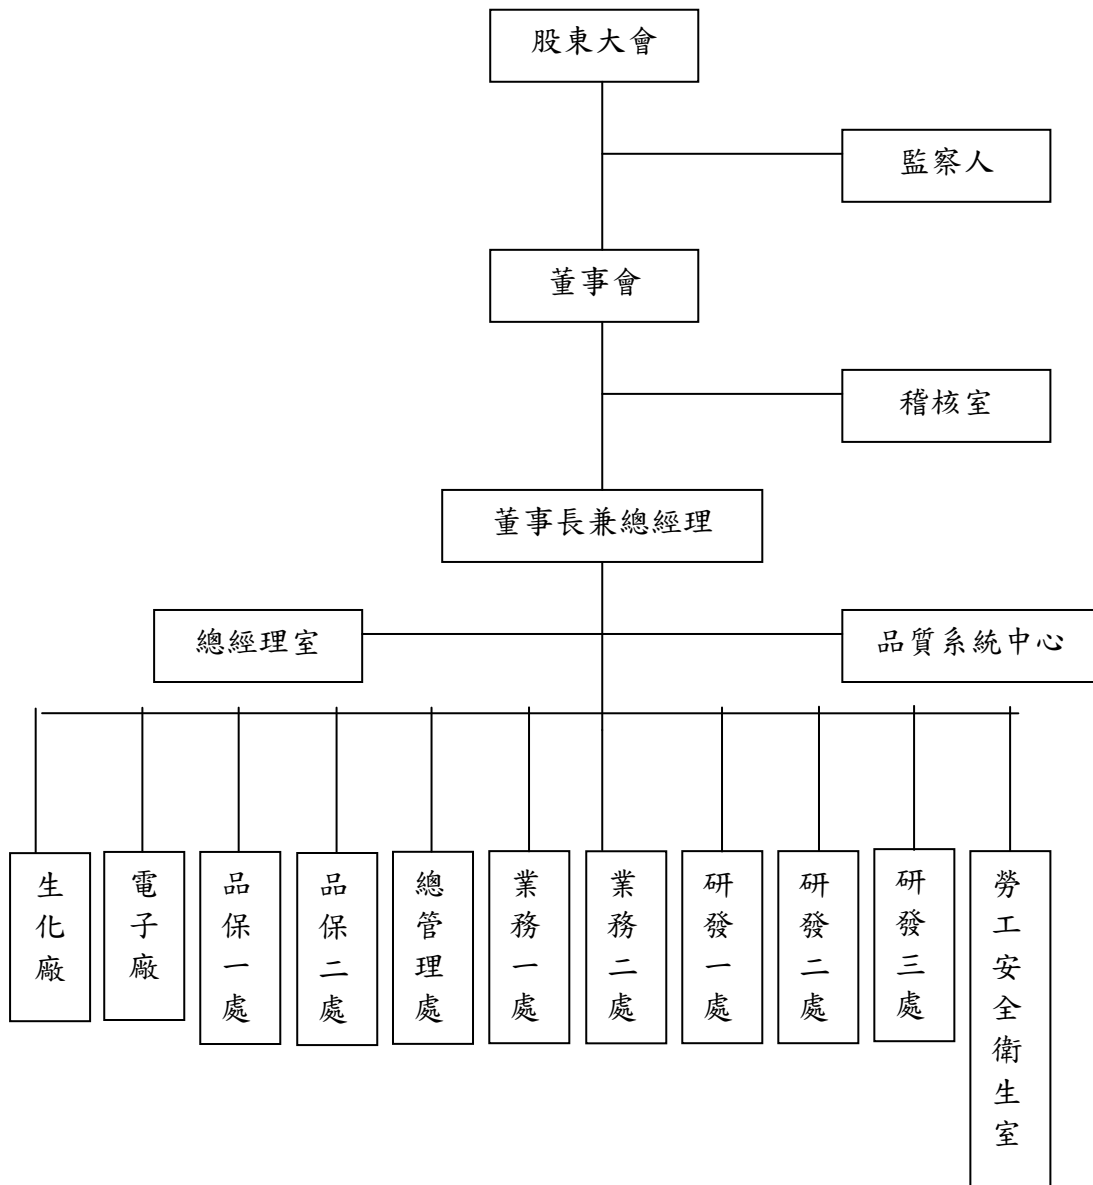 股東大會
監察人
董事會
稽核室
董事長兼總經理
總經理室
品質系統中心
生化廠
電子廠
品保一處
品保二處
總管理處
業務一處
業務二處
研發一處
研發二處
研發三處
勞工安全衛生室